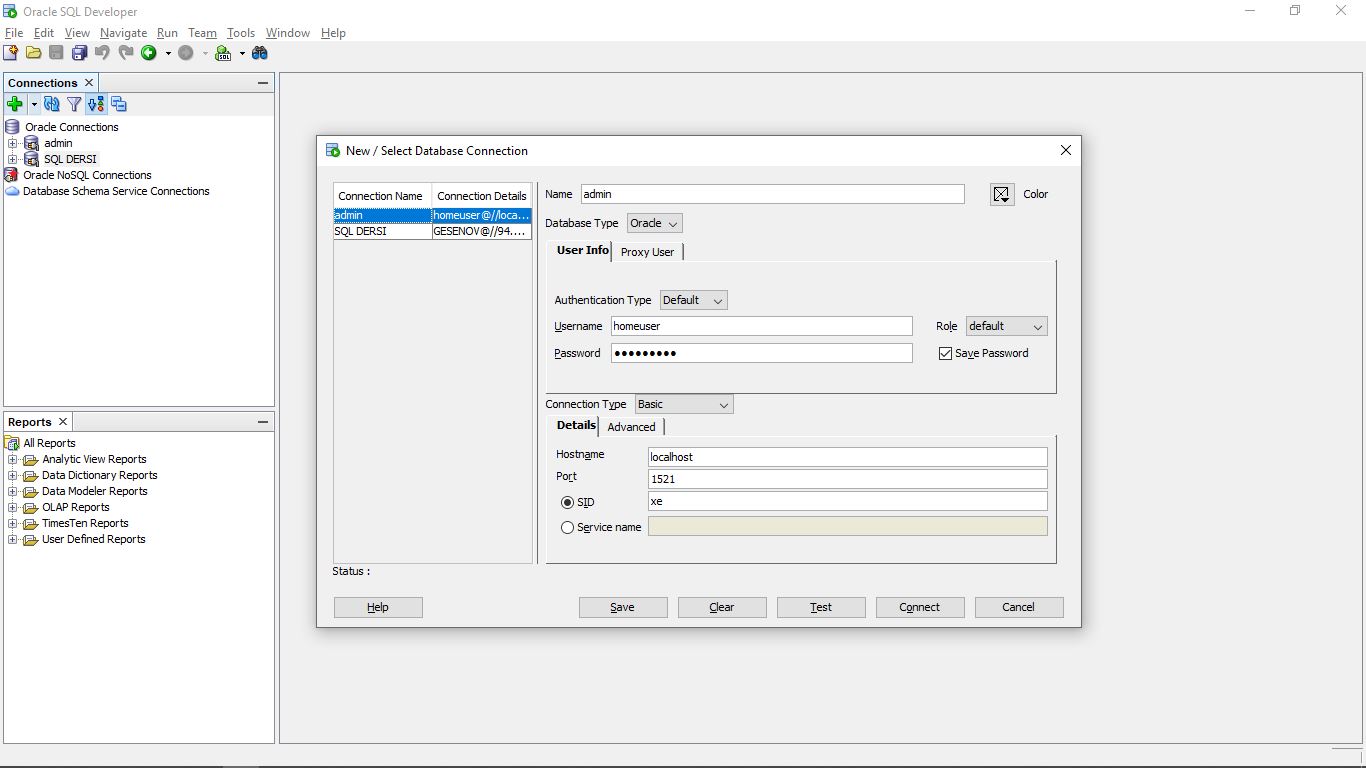 Oracle SQL Developer
File Edit View Navigate Run Team Tools Window Help
Connections
Oracle Connections
admin
SQL DERSI
Oracle NoSQL Connections
Database Schema Service Connections
Reports
All Reports
Analytic View Reports
Data Dictionary Reports
Data Modeler Reports
OLAP Reports
TimesTen Reports
User Defined Reports
New / Select Database Connection
Connection Name Connection Details
admin homeuser@//loca...
SQL DERSI GESENOV@//94....
Name admin Color
Database Type Oracle
User Info Proxy User
Authentication Type Default
Username homeuser Role default
Password ●●●●●●●●● Save Password
Connection Type Basic
Details Advanced
Hostname localhost
Port 1521
SID xe
Service name
Status :
Help Save Clear Test Connect Cancel